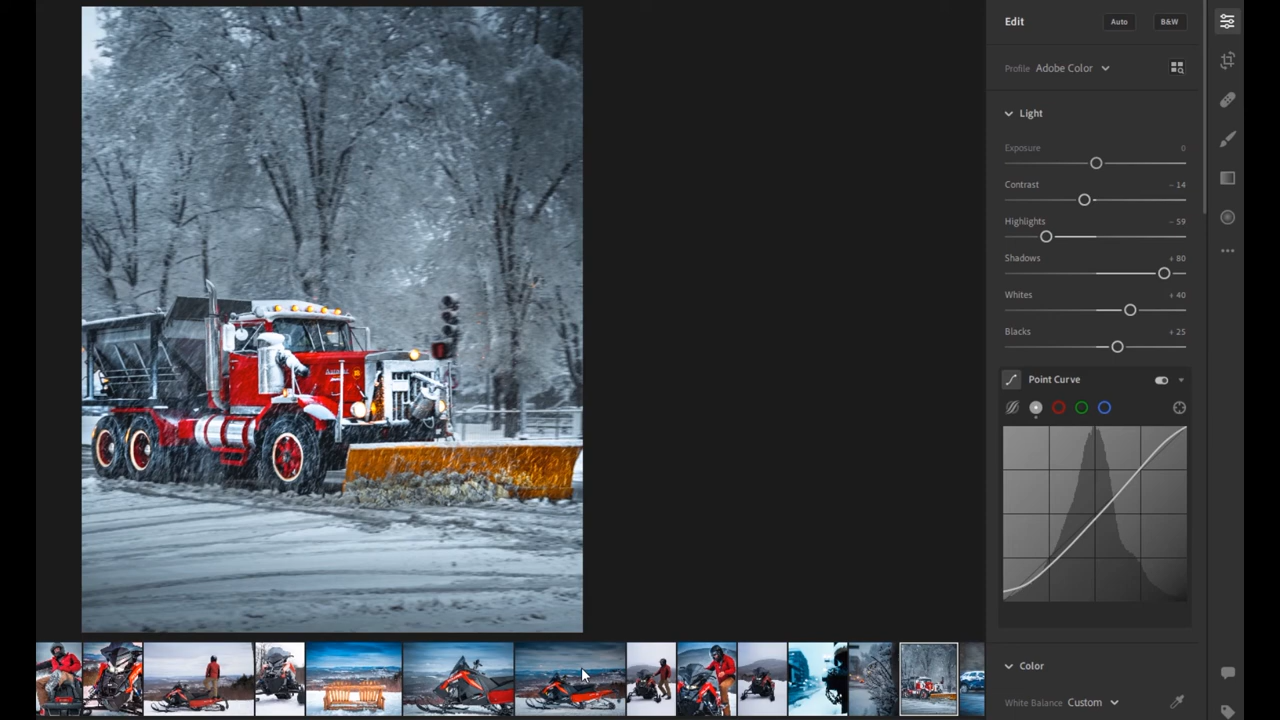 Edit Auto B&W
Profile Adobe Color
Light
Exposure 0
Contrast - 14
Highlights - 59
Shadows + 80
Whites + 40
Blacks + 25
Point Curve
Color
White Balance Custom